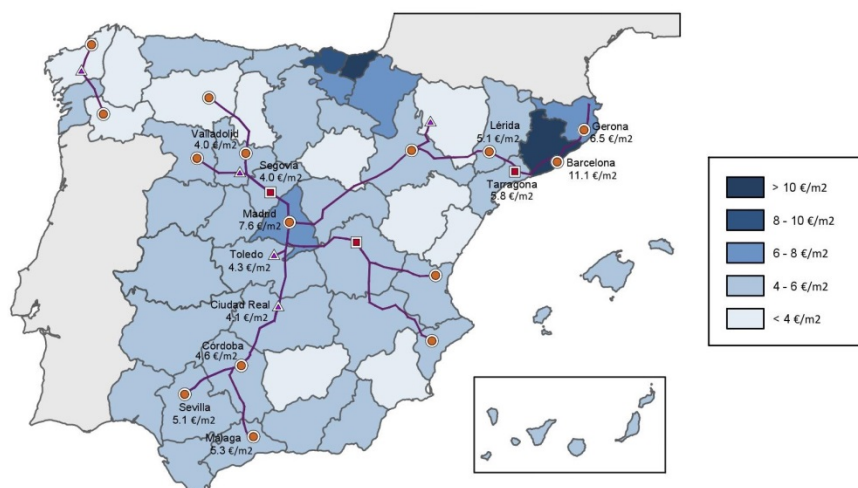 Valladolid
4.0 €/m2
Segovia
4.0 €/m2
Lérida
5.1 €/m2
Gerona
6.5 €/m2
Barcelona
11.1 €/m2
Tarragona
5.8 €/m2
Madrid
7.6 €/m2
Toledo
4.3 €/m2
Ciudad Real
4.1 €/m2
Córdoba
4.6 €/m2
Sevilla
5.1 €/m2
Málaga
5.3 €/m2
> 10 €/m2
8 - 10 €/m2
6 - 8 €/m2
4 - 6 €/m2
< 4 €/m2